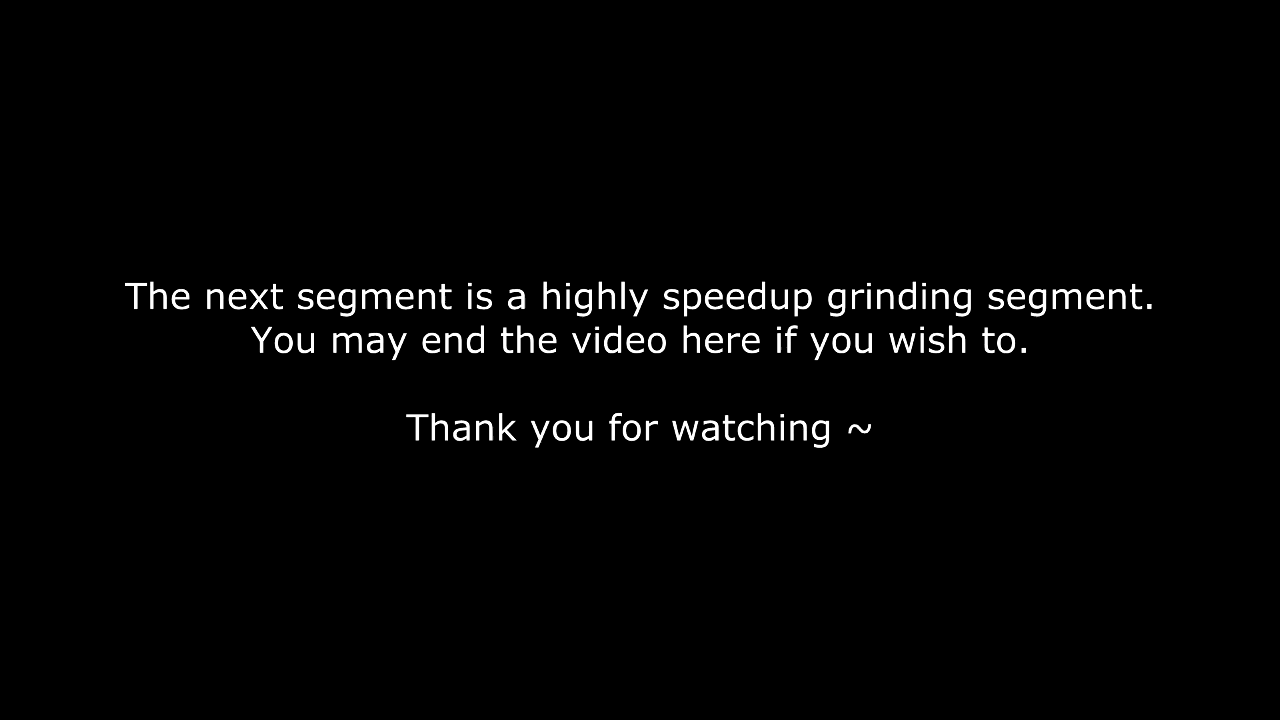 The next segment is a highly speedup grinding segment.
You may end the video here if you wish to.
Thank you for watching ~